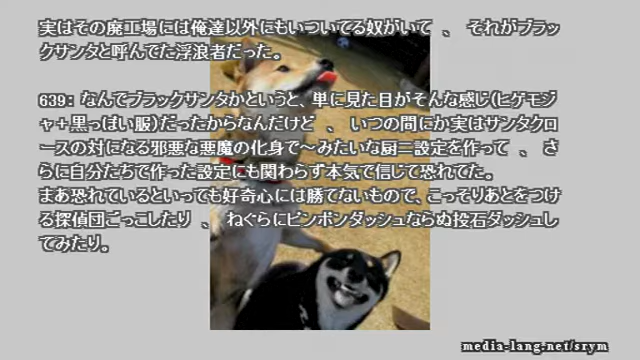 実はその廃工場には俺達以外にもいついてる奴がいて 、 それがブラッ
クサンタと呼んでた浮浪者だった。
639: なんでブラックサンタかというと、単に見た目がそんな感じ(ヒゲモジ
ャ＋黒っぽい服)だったからなんだけど 、 いつの間にか実はサンタクロ
ースの対になる邪悪な悪魔の化身で～みたいな厨二設定を作って 、 さ
らに自分たちで作った設定にも関わらず本気で信じて恐れてた。
まあ恐れているといっても好奇心には勝てないもので、こっそりあとをつけ
る探偵団ごっこしたり 、 ねぐらにピンポンダッシュならぬ投石ダッシュし
てみたり。
media-lang.net/srym